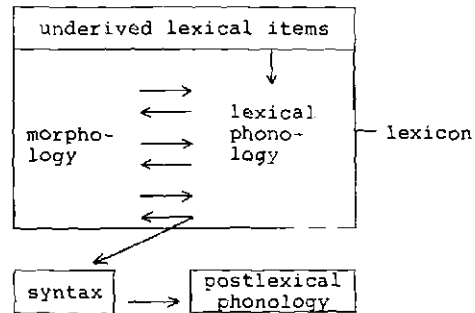 underived lexical items
lexical
phono-
logy
morpho-
logy
lexicon
syntax
postlexical
phonology